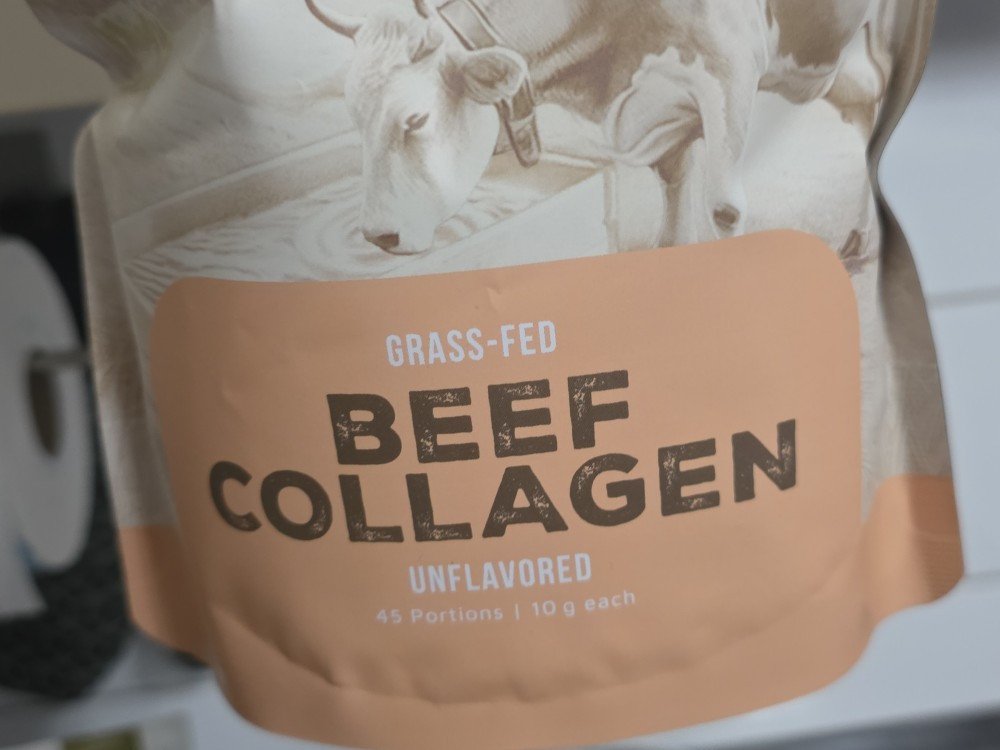 GRASS-FED
BEEF
COLLAGEN
UNFLAVORED
45 Portions | 10 g each